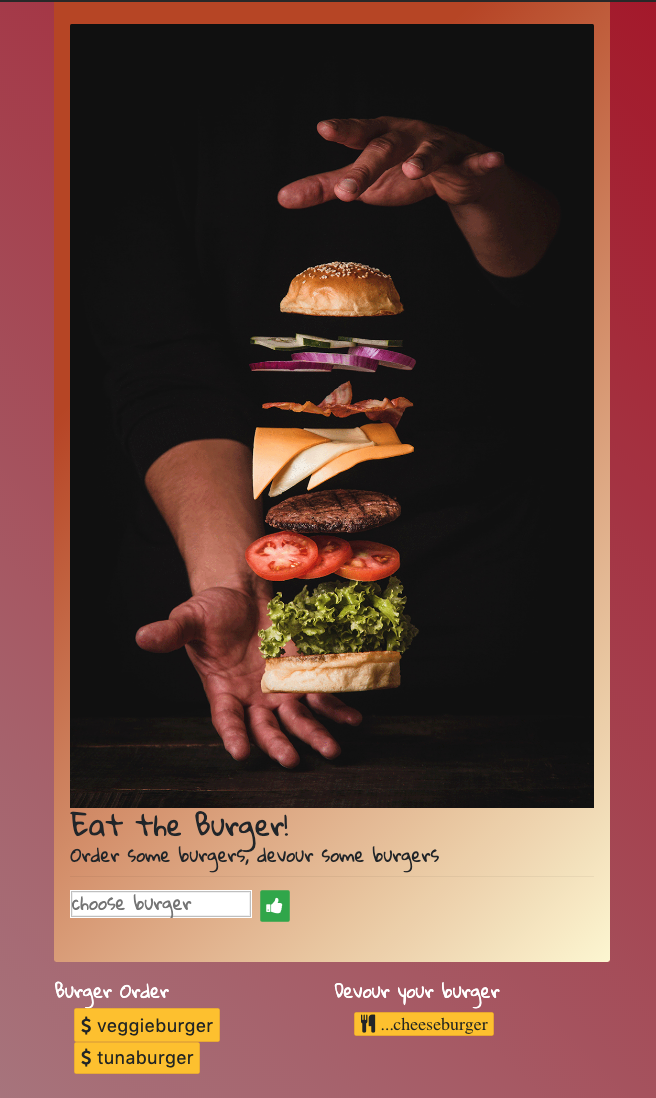 Eat the Burger!
Order some burgers, devour some burgers
choose burger
Burger Order
$ veggieburger
$ tunaburger
Devour your burger
...cheeseburger